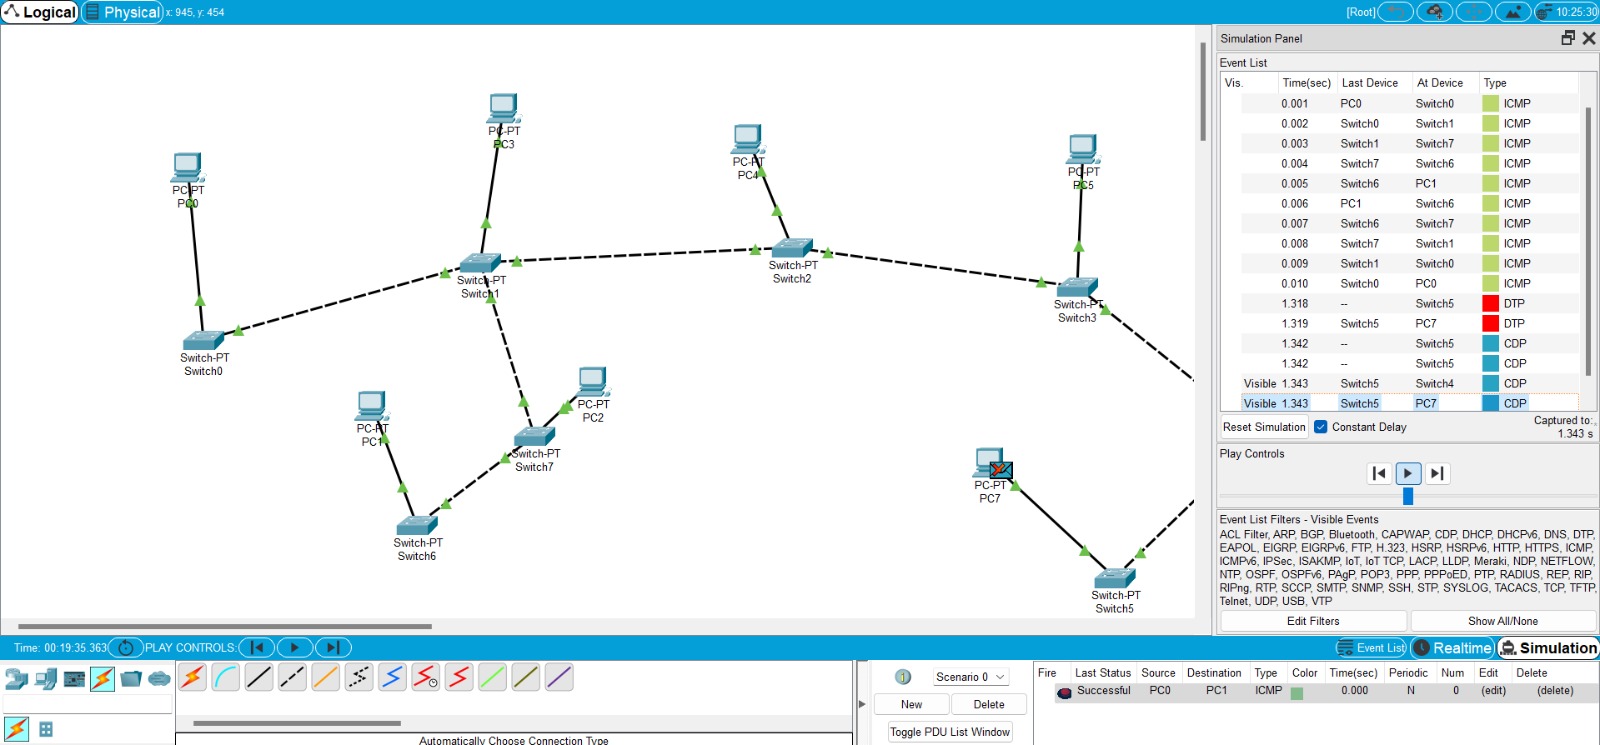 Logical
Physical x: 945, y: 454
[Root]
10:25:30
PC-PT
PC0
PC-PT
PC3
PC-PT
PC4
PC-PT
PC5
Switch-PT
Switch0
Switch-PT
Switch1
Switch-PT
Switch2
Switch-PT
Switch3
PC-PT
PC1
PC-PT
PC2
Switch-PT
Switch7
Switch-PT
Switch6
PC-PT
PC7
Switch-PT
Switch5
Simulation Panel
Event List
Vis. Time(sec) Last Device At Device Type
0.001 PC0 Switch0 ICMP
0.002 Switch0 Switch1 ICMP
0.003 Switch1 Switch7 ICMP
0.004 Switch7 Switch6 ICMP
0.005 Switch6 PC1 ICMP
0.006 PC1 Switch6 ICMP
0.007 Switch6 Switch7 ICMP
0.008 Switch7 Switch1 ICMP
0.009 Switch1 Switch0 ICMP
0.010 Switch0 PC0 ICMP
1.318 -- Switch5 DTP
1.319 Switch5 PC7 DTP
1.342 -- Switch5 CDP
1.342 -- Switch5 CDP
Visible 1.343 Switch5 Switch4 CDP
Visible 1.343 Switch5 PC7 CDP
Reset Simulation Constant Delay Captured to:
1.343 s
Play Controls
Event List Filters - Visible Events
ACL Filter, ARP, BGP, Bluetooth, CAPWAP, CDP, DHCP, DHCPv6, DNS, DTP,
EAPOL, EIGRP, EIGRPv6, FTP, H.323, HSRP, HSRPv6, HTTP, HTTPS, ICMP,
ICMPv6, IPSec, ISAKMP, IoT, IoT TCP, LACP, LLDP, Meraki, NDP, NETFLOW,
NTP, OSPF, OSPFv6, PAgP, POP3, PPP, PPPoED, PTP, RADIUS, REP, RIP,
RIPng, RTP, SCCP, SMTP, SNMP, SSH, STP, SYSLOG, TACACS, TCP, TFTP,
Telnet, UDP, USB, VTP
Edit Filters Show All/None
Time: 00:19:35.363 PLAY CONTROLS:
Event List Realtime Simulation
Automatically Choose Connection Type
Scenario 0
New Delete
Toggle PDU List Window
Fire Last Status Source Destination Type Color Time(sec) Periodic Num Edit Delete
Successful PC0 PC1 ICMP 0.000 N 0 (edit) (delete)